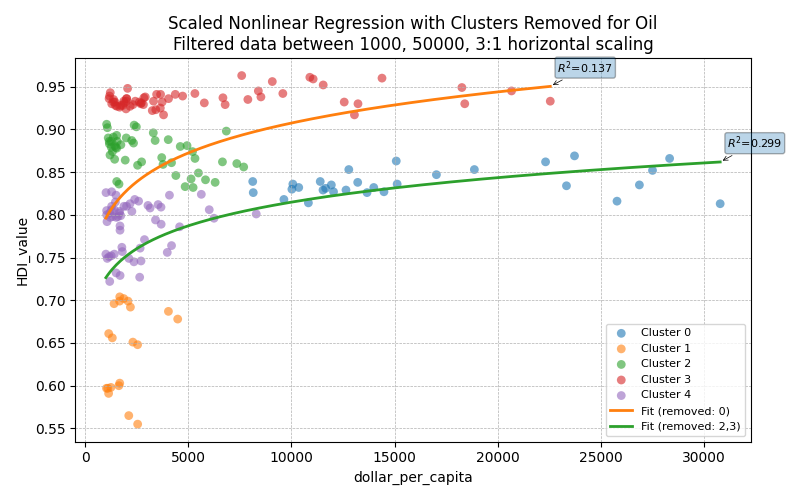 Scaled Nonlinear Regression with Clusters Removed for Oil
Filtered data between 1000, 50000, 3:1 horizontal scaling
R²=0.137
R²=0.299
HDI_value
0.95
0.90
0.85
0.80
0.75
0.70
0.65
0.60
0.55
Cluster 0
Cluster 1
Cluster 2
Cluster 3
Cluster 4
Fit (removed: 0)
Fit (removed: 2,3)
0 5000 10000 15000 20000 25000 30000
dollar_per_capita